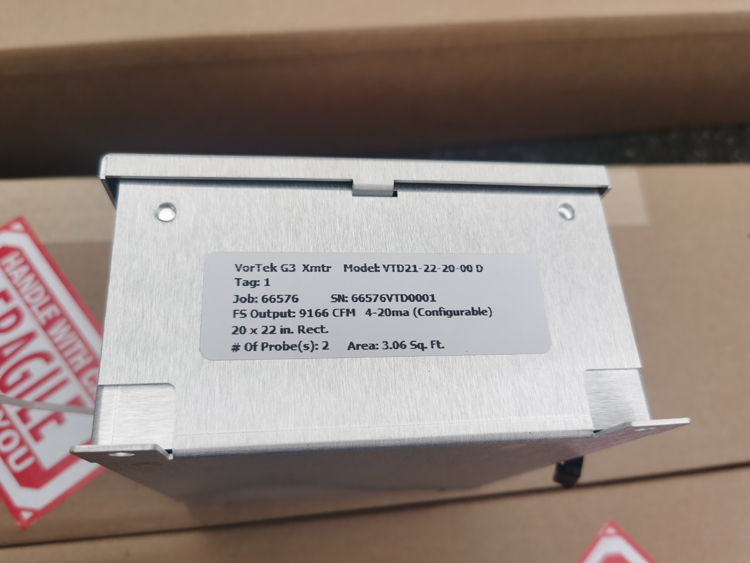 VorTek G3 Xmtr Model: VTD21-22-20-00 D
Tag: 1
Job: 66576 SN: 66576VTD0001
FS Output: 9166 CFM 4-20ma (Configurable)
20 x 22 in. Rect.
# Of Probe(s): 2 Area: 3.06 Sq. Ft.
HANDLE WITH
FRAGILE
YOU